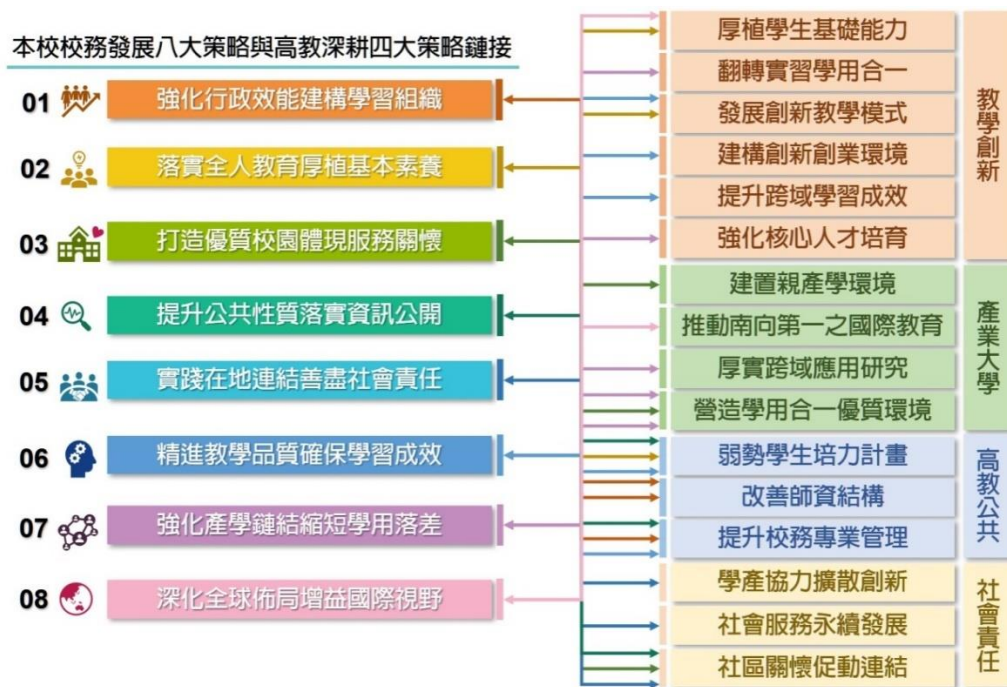 本校校務發展八大策略與高教深耕四大策略鏈接
01 強化行政效能建構學習組織
02 落實全人教育厚植基本素養
03 打造優質校園體現服務關懷
04 提升公共性質落實資訊公開
05 實踐在地連結善盡社會責任
06 精進教學品質確保學習成效
07 強化產學鏈結縮短學用落差
08 深化全球佈局增益國際視野
厚植學生基礎能力
翻轉實習學用合一
發展創新教學模式
建構創新創業環境
提升跨域學習成效
強化核心人才培育
教學創新
建置親產學環境
推動南向第一之國際教育
厚實跨域應用研究
營造學用合一優質環境
產業大學
弱勢學生培力計畫
改善師資結構
提升校務專業管理
高教公共
學產協力擴散創新
社會服務永續發展
社區關懷促動連結
社會責任